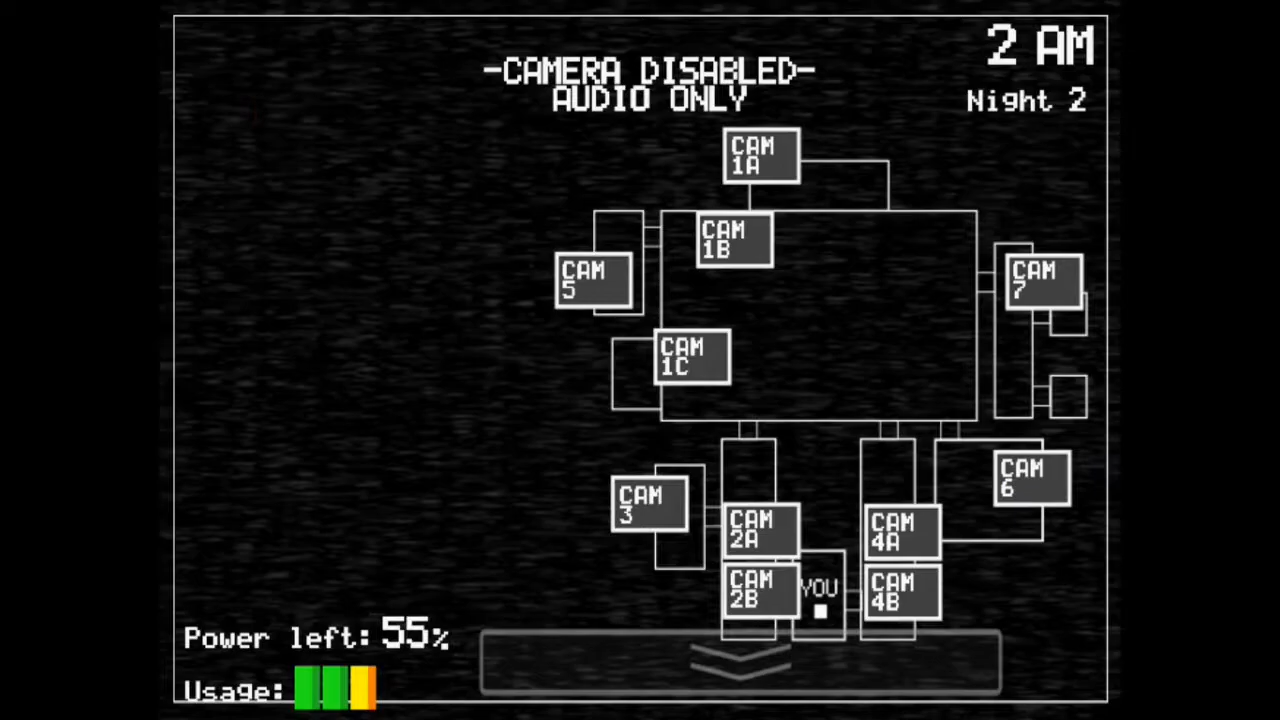 2 AM
-CAMERA DISABLED-
AUDIO ONLY
Night 2
CAM
1A
CAM
1B
CAM
5
CAM
7
CAM
1C
CAM
6
CAM
3
CAM
2A
CAM
4A
CAM
2B
YOU
CAM
4B
Power left: 55%
Usage: